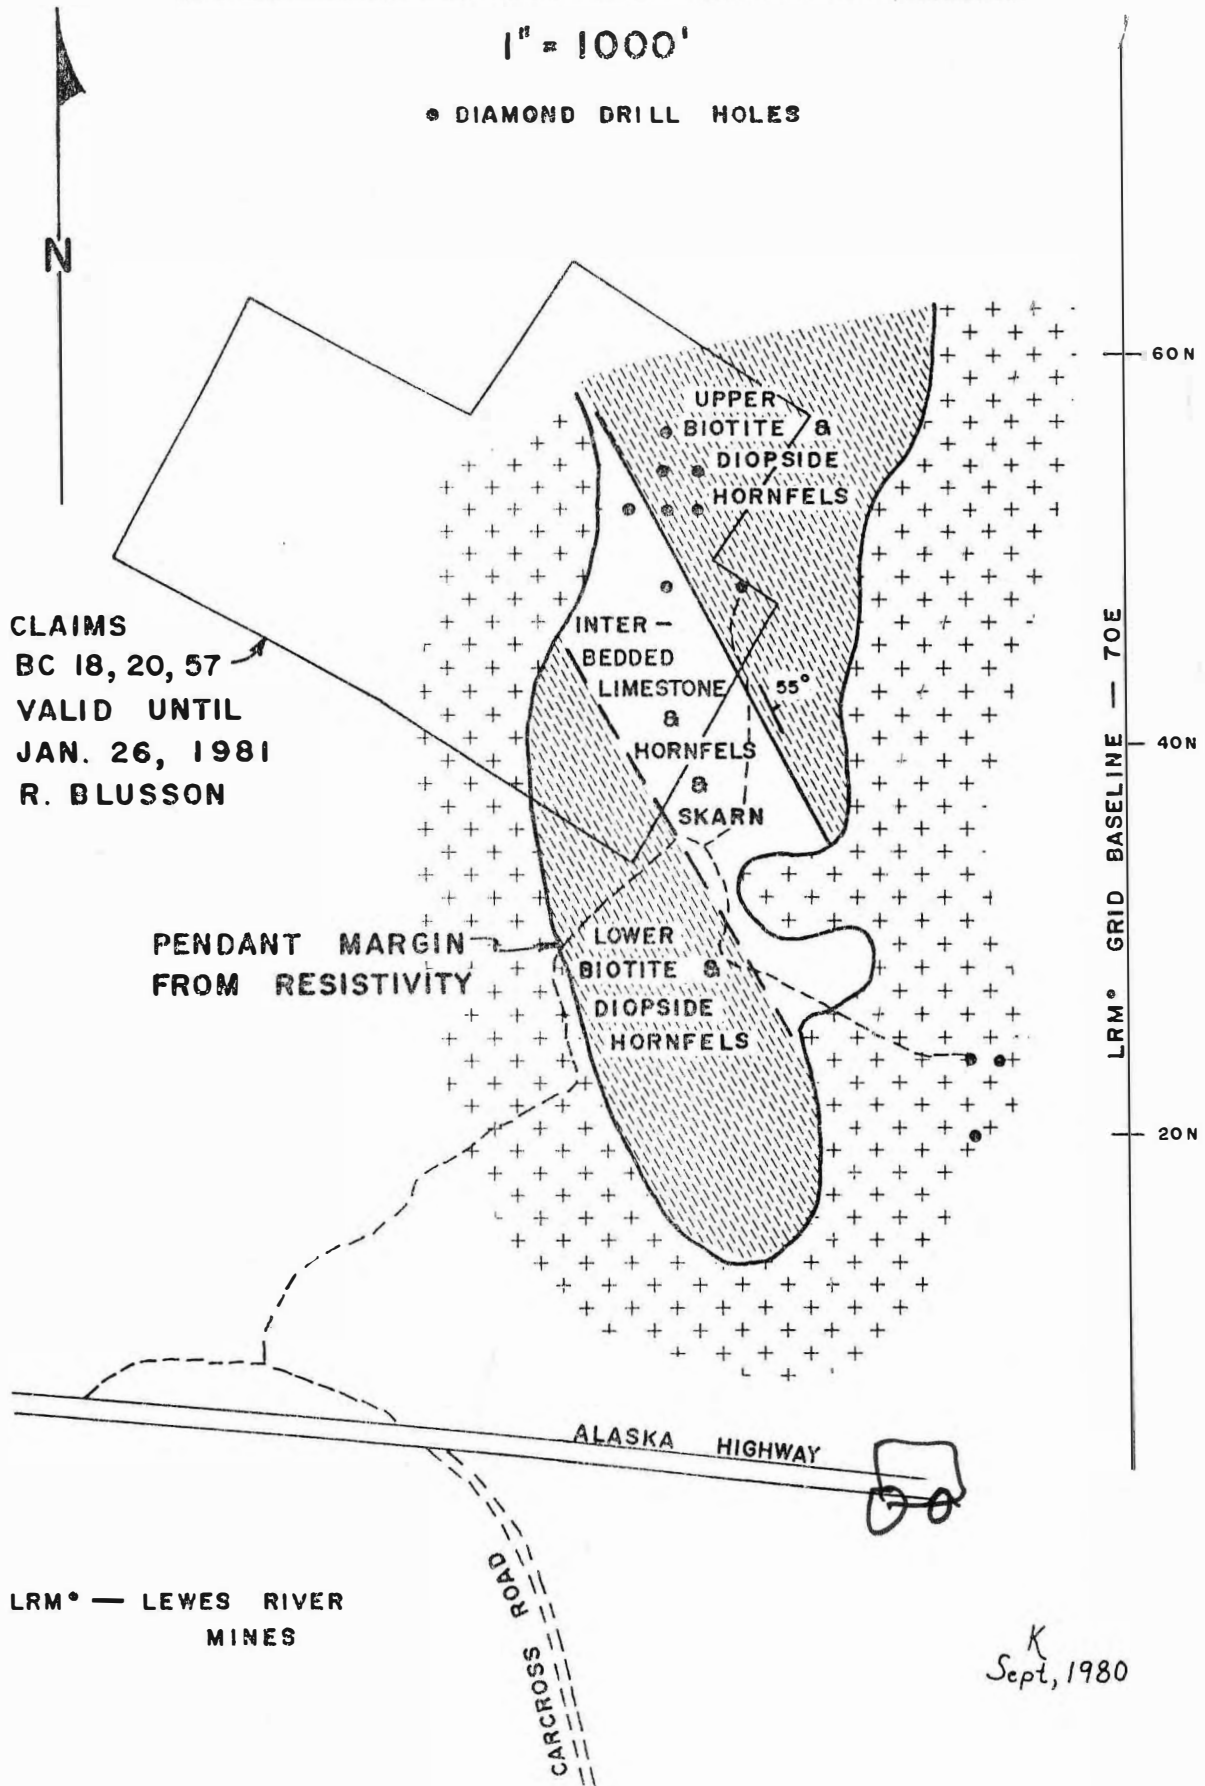 1" = 1000'
● DIAMOND DRILL HOLES
N
60N
UPPER
BIOTITE &
DIOPSIDE
HORNFELS
CLAIMS
BC 18, 20, 57
VALID UNTIL
JAN. 26, 1981
R. BLUSSON
INTER-
BEDDED
LIMESTONE
&
HORNFELS
&
SKARN
55°
40N
LRM° GRID BASELINE — 70E
PENDANT MARGIN
FROM RESISTIVITY
LOWER
BIOTITE &
DIOPSIDE
HORNFELS
20N
ALASKA HIGHWAY
CARCROSS ROAD
LRM° — LEWES RIVER
MINES
K
Sept, 1980